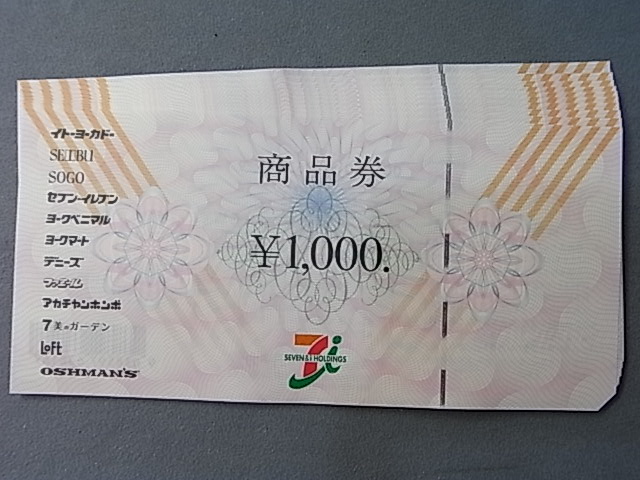 イトーヨーカドー
SEIBU
SOGO
セブン-イレブン
ヨークベニマル
ヨークマート
デニーズ
ファミール
アカチャンホンポ
7美のガーデン
LoFt
OSHMAN'S
商品券
¥1,000.
SEVEN & i HOLDINGS